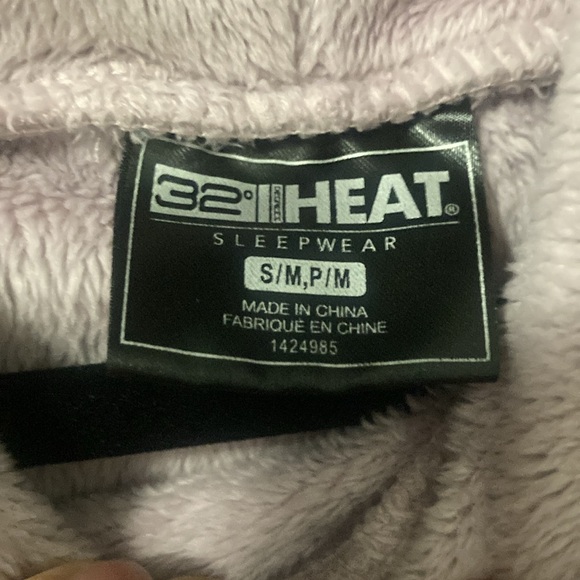 32° HEAT®
SLEEPWEAR
S/M,P/M
MADE IN CHINA
FABRIQUÉ EN CHINE
1424985